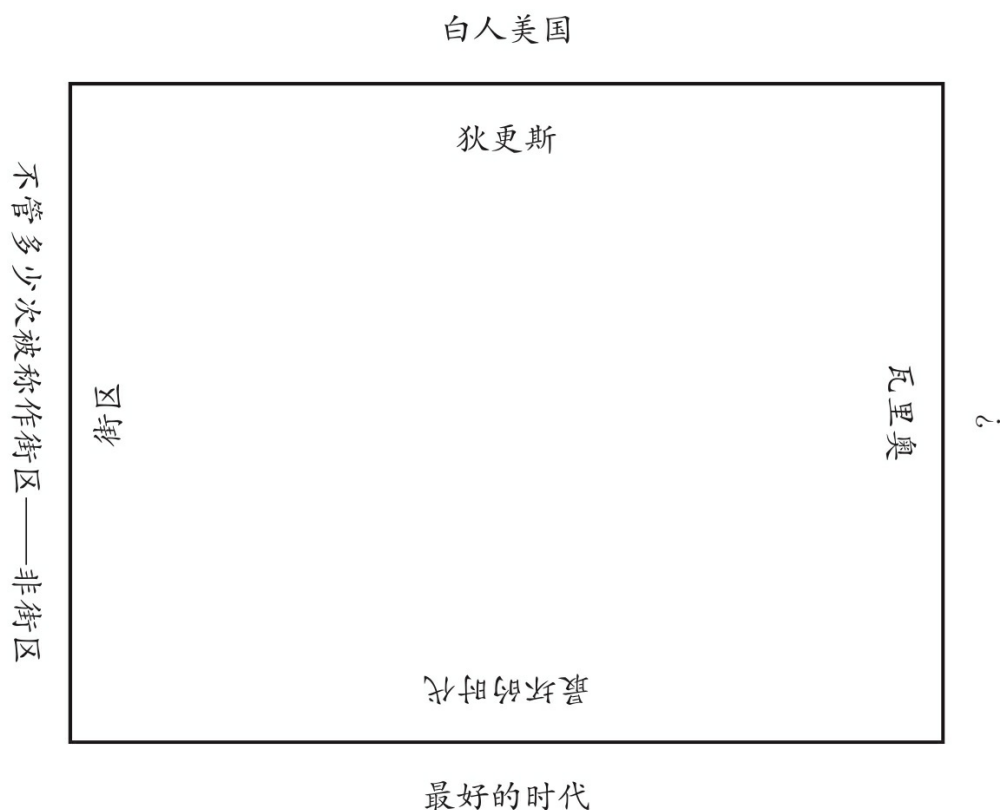 白人美国
狄更斯
不管多少次被称作街区——非街区
街区
瓦里奥
?
最坏的时代
最好的时代